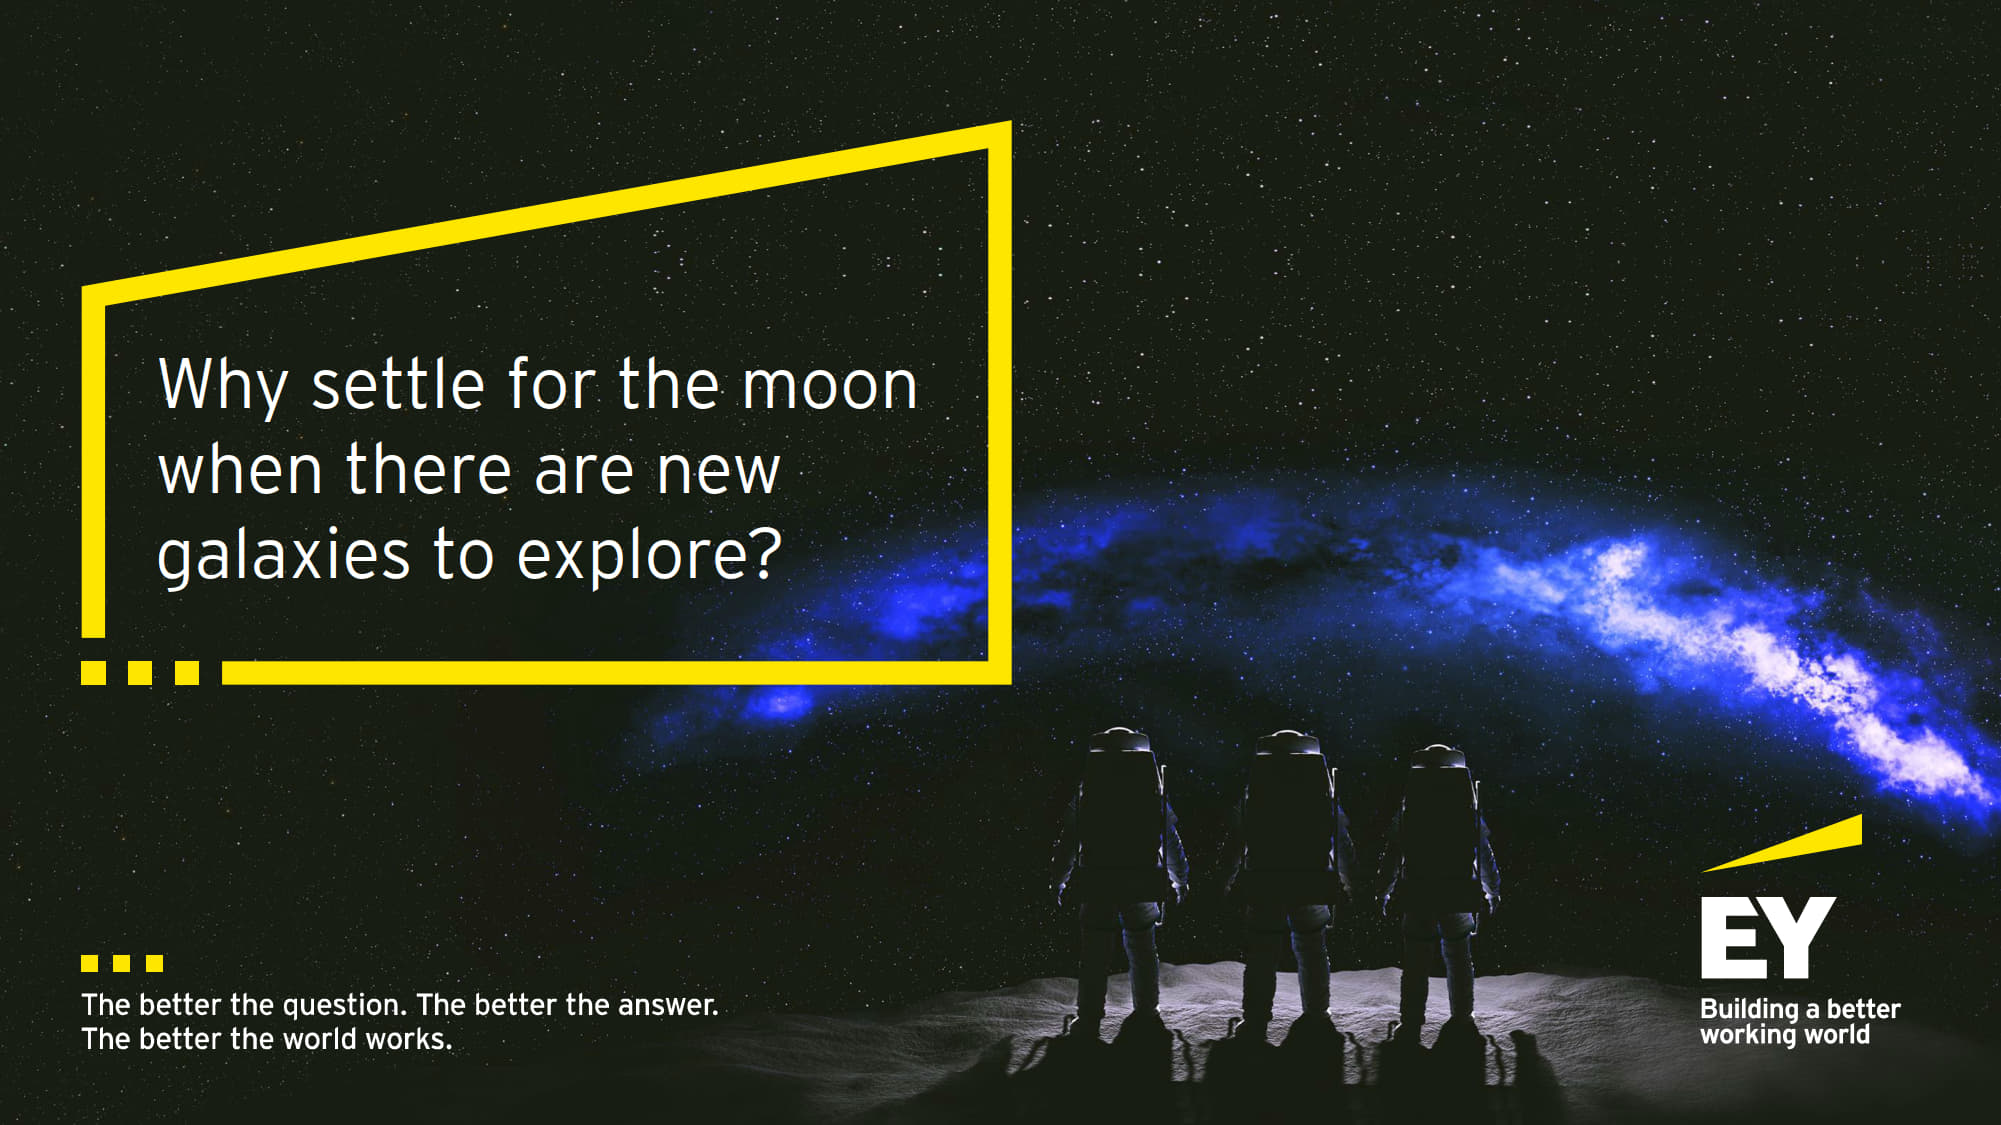 Why settle for the moon
when there are new
galaxies to explore?
The better the question. The better the answer.
The better the world works.
EY
Building a better
working world